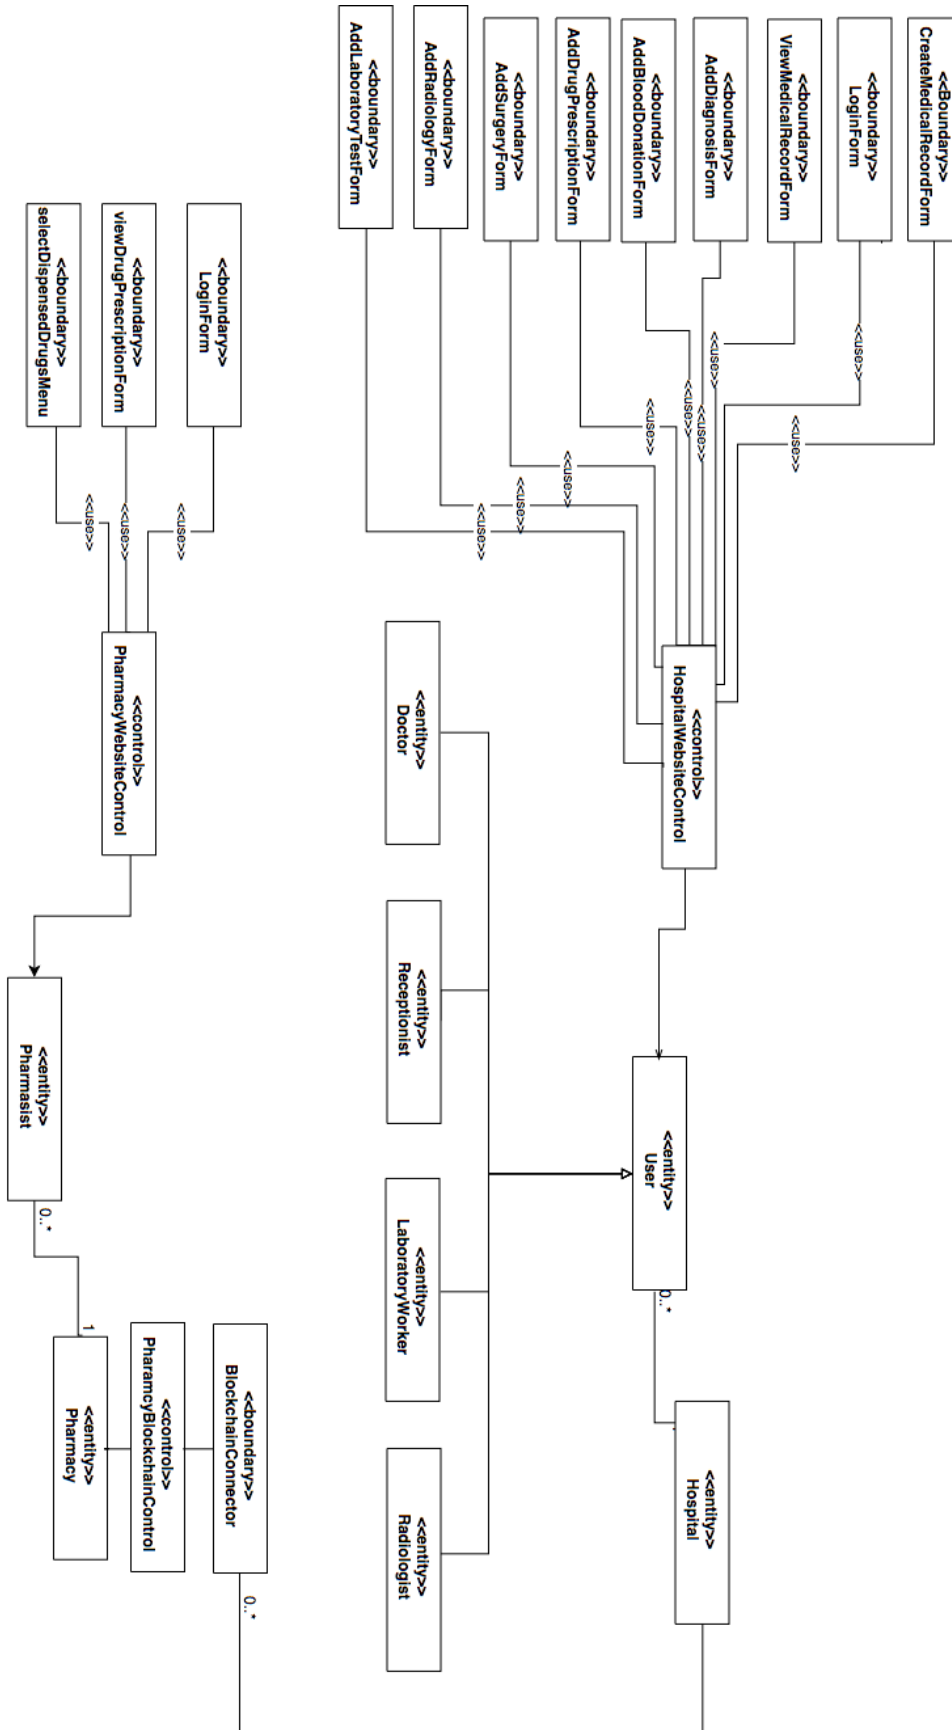 <<Boundary>>
CreateMedicalRecordForm
<<boundary>>
LoginForm
<<boundary>>
ViewMedicalRecordForm
<<boundary>>
AddDiagnosisForm
<<boundary>>
AddBloodDonationForm
<<boundary>>
AddDrugPrescriptionForm
<<boundary>>
AddSurgeryForm
<<boundary>>
AddRadiologyForm
<<boundary>>
AddLaboratoryTestForm
<<use>>
<<use>>
<<use>>
<<use>>
<<use>>
<<use>>
<<use>>
<<use>>
<<use>>
<<control>>
HospitalWebsiteControl
<<entity>>
User
0..*
<<entity>>
Hospital
<<entity>>
Doctor
<<entity>>
Receptionist
<<entity>>
LaboratoryWorker
<<entity>>
Radiologist
<<boundary>>
LoginForm
<<boundary>>
viewDrugPrescriptionForm
<<boundary>>
selectDispensedDrugsMenu
<<use>>
<<use>>
<<use>>
<<control>>
PharmacyWebsiteControl
<<entity>>
Pharmasist
0..*
1
<<boundary>>
BlockchainConnector
0..*
<<control>>
PharamcyBlockchainControl
<<entity>>
Pharmacy